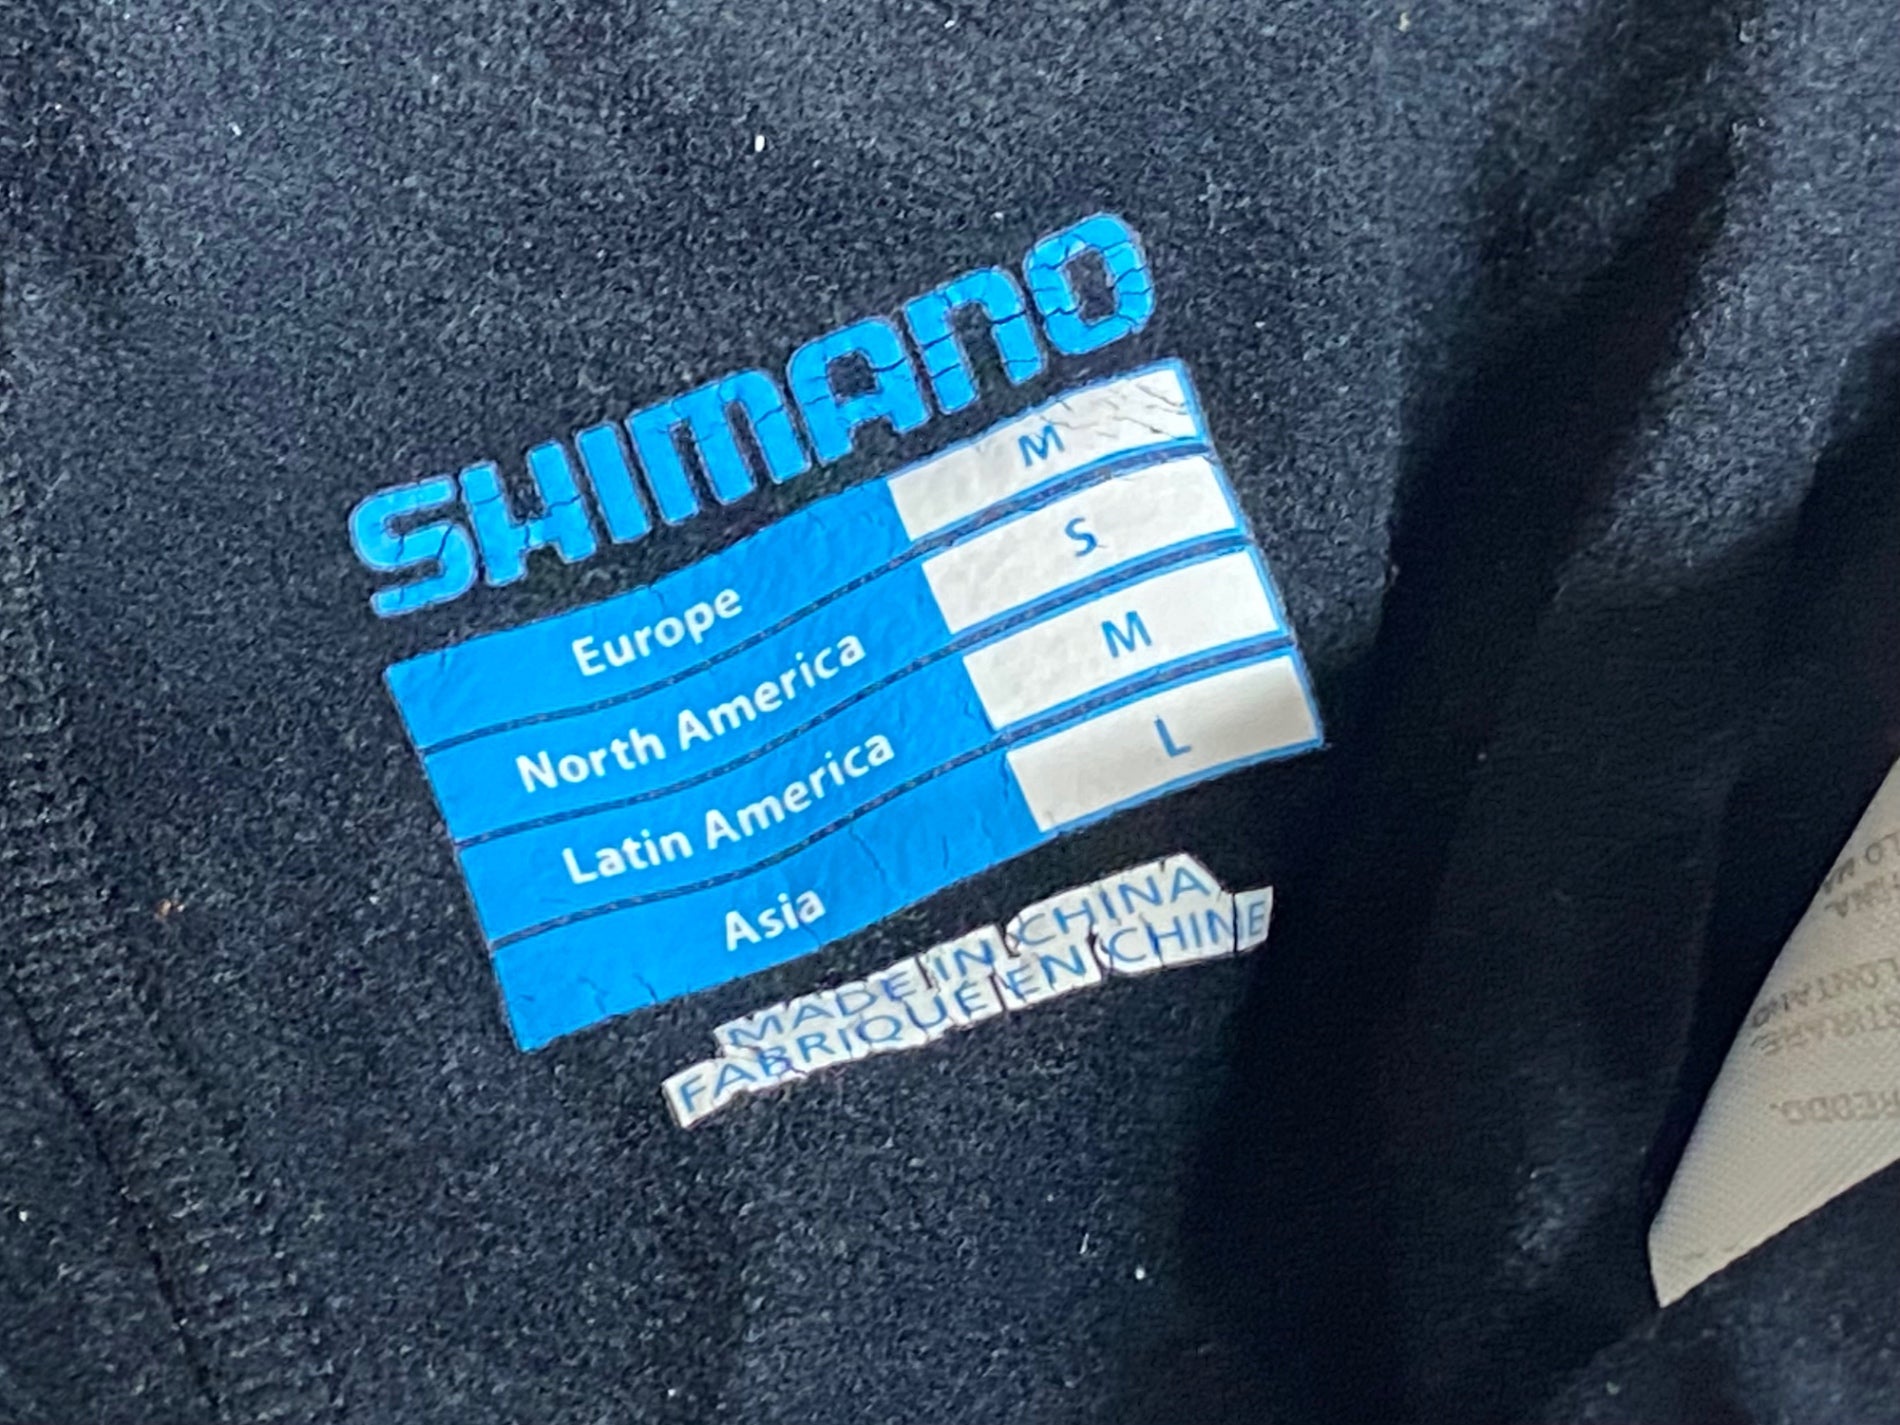 SHIMANO
Europe M
North America S
Latin America M
Asia L
MADE IN CHINA
FABRIQUE EN CHINE